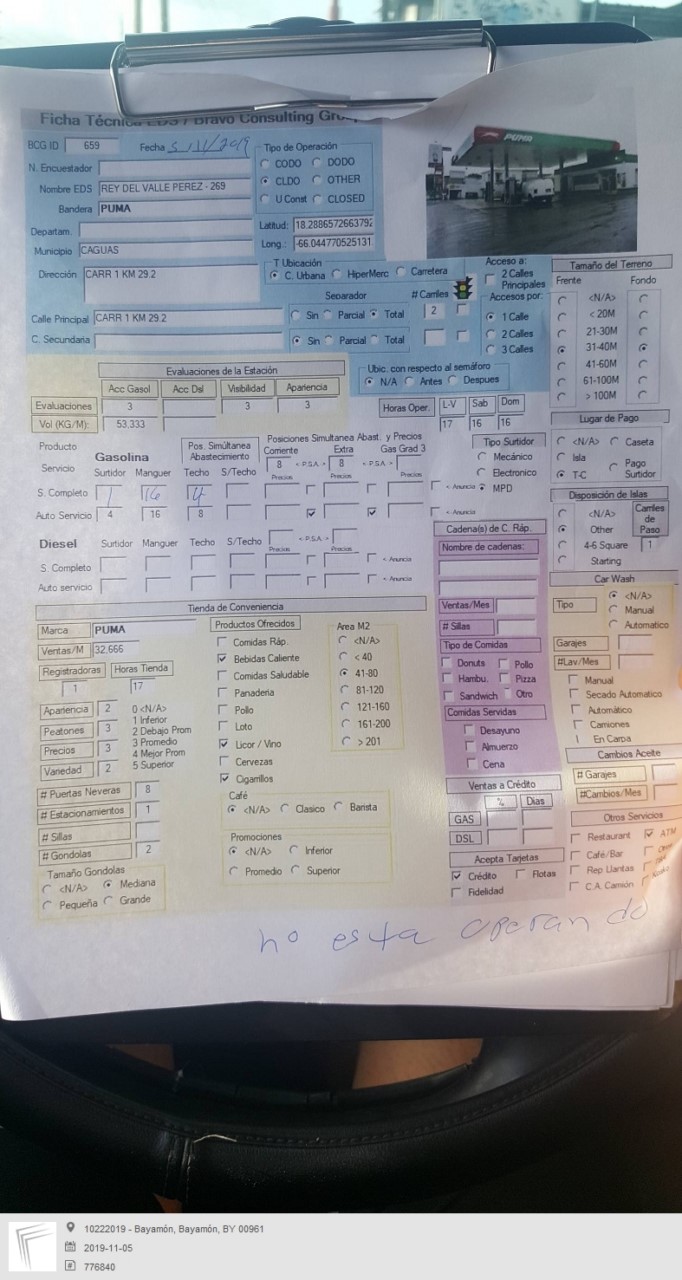 Ficha Técnica EDS / Bravo Consulting Group
BCG ID 659 Fecha 5/11/2019
N. Encuestador
Nombre EDS REY DEL VALLE PEREZ - 269
Bandera PUMA
Departam.
Municipio CAGUAS
Dirección CARR 1 KM 29.2
Calle Principal CARR 1 KM 29.2
C. Secundaria
Tipo de Operación
CODO DODO
CLDO OTHER
U Const CLOSED
Latitud: 18.2886572663792
Long.: -66.044770525131
T Ubicación
C. Urbana HiperMerc Carretera
Separador # Carriles
Sin Parcial Total 2
Sin Parcial Total
PUMA
Acceso a:
2 Calles Principales
Accesos por:
1 Calle
2 Calles
3 Calles
Tamaño del Terreno
Frente Fondo
<N/A>
< 20M
21-30M
31-40M
41-60M
61-100M
> 100M
Evaluaciones de la Estación
Acc Gasol Acc Dsl Visibilidad Apariencia
Evaluaciones 3 3 3
Vol (KG/M): 53,333
Ubic. con respecto al semáforo
N/A Antes Despues
Horas Oper. L-V Sab Dom
17 16 16
Lugar de Pago
<N/A> Caseta
Isla Pago Surtidor
T-C
Producto Gasolina
Servicio Surtidor Manguer
Pos. Simúltanea Abastecimiento
Techo S/Techo
Posiciones Simultanea Abast. y Precios
Corriente Extra Gas Grad 3
8 < P.S.A. > 8 < P.S.A. >
Precios Precios Precios
S. Completo 1 16 4 < Anuncia
Auto Servicio 4 16 8 < Anuncia
Tipo Surtidor
Mecánico
Electronico
MPD
Disposición de Islas
<N/A>
Other
4-6 Square
Starting
Carriles de Paso
1
Diesel Surtidor Manguer Techo S/Techo < P.S.A. >
Precios Precios
S. Completo < Anuncia
Auto servicio < Anuncia
Cadena(s) de C. Ráp.
Nombre de cadenas:
Ventas/Mes
# Sillas
Tipo de Comidas
Donuts Pollo
Hambu. Pizza
Sandwich Otro
Comidas Servidas
Desayuno
Almuerzo
Cena
Car Wash
Tipo <N/A>
Manual
Automatico
Garajes
#Lav/Mes
Manual
Secado Automatico
Automático
Camiones
En Carpa
Tienda de Conveniencia
Marca PUMA
Ventas/M 32,666
Registradoras Horas Tienda
1 17
Apariencia 2
Peatones 3
Precios 3
Variedad 2
0 <N/A>
1 Inferior
2 Debajo Prom
3 Promedio
4 Mejor Prom
5 Superior
# Puertas Neveras 8
# Estacionamientos 1
# Sillas
# Gondolas 2
Tamaño Gondolas
<N/A> Mediana
Pequeña Grande
Productos Ofrecidos
Comidas Ráp.
Bebidas Caliente
Comidas Saludable
Panaderia
Pollo
Loto
Licor / Vino
Cervezas
Cigarrillos
Area M2
<N/A>
< 40
41-80
81-120
121-160
161-200
> 201
Café
<N/A> Clasico Barista
Promociones
<N/A> Inferior
Promedio Superior
Ventas a Crédito
% Dias
GAS
DSL
Acepta Tarjetas
Crédito Flotas
Fidelidad
Cambios Aceite
# Garajes
#Cambios/Mes
Otros Servicios
Restaurant ATM
Café/Bar
Rep Llantas
C.A. Camión
no esta operando
10222019 - Bayamón, Bayamón, BY 00961
2019-11-05
776840